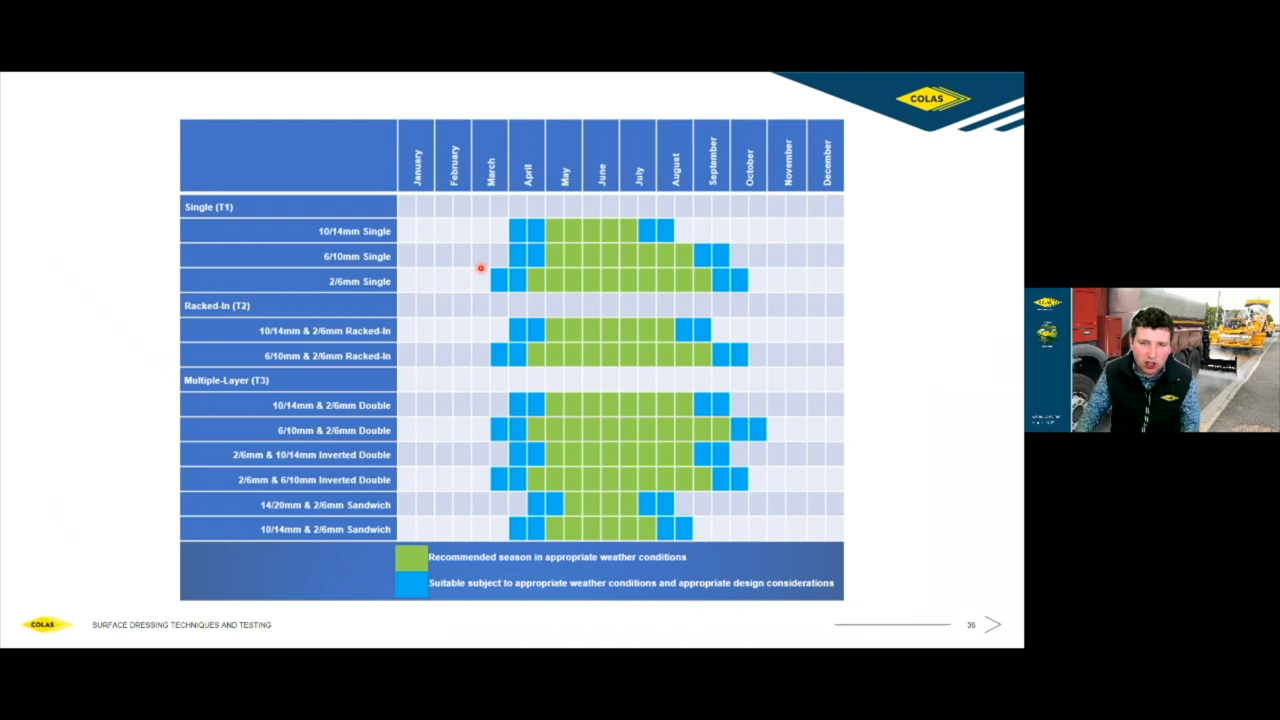 COLAS
January
February
March
April
May
June
July
August
September
October
November
December
Single (T1)
10/14mm Single
6/10mm Single
2/6mm Single
Racked-In (T2)
10/14mm & 2/6mm Racked-In
6/10mm & 2/6mm Racked-In
Multiple-Layer (T3)
10/14mm & 2/6mm Double
6/10mm & 2/6mm Double
2/6mm & 10/14mm Inverted Double
2/6mm & 6/10mm Inverted Double
14/20mm & 2/6mm Sandwich
10/14mm & 2/6mm Sandwich
Recommended season in appropriate weather conditions
Suitable subject to appropriate weather conditions and appropriate design considerations
COLAS
SURFACE DRESSING TECHNIQUES AND TESTING
36